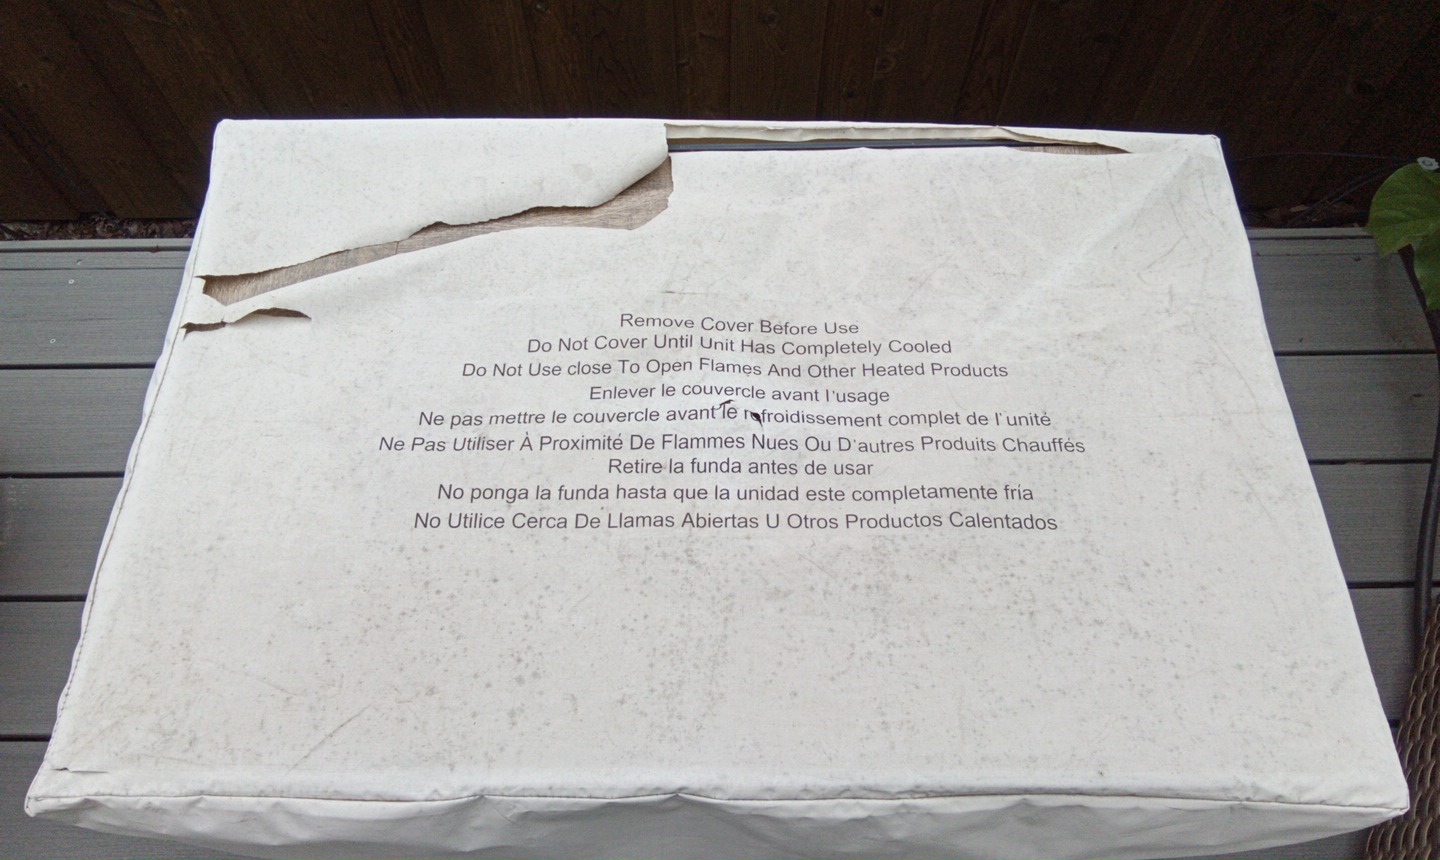 Remove Cover Before Use
Do Not Cover Until Unit Has Completely Cooled
Do Not Use close To Open Flames And Other Heated Products
Enlever le couvercle avant l'usage
Ne pas mettre le couvercle avant le refroidissement complet de l'unité
Ne Pas Utiliser À Proximité De Flammes Nues Ou D'autres Produits Chauffés
Retire la funda antes de usar
No ponga la funda hasta que la unidad este completamente fría
No Utilice Cerca De Llamas Abiertas U Otros Productos Calentados